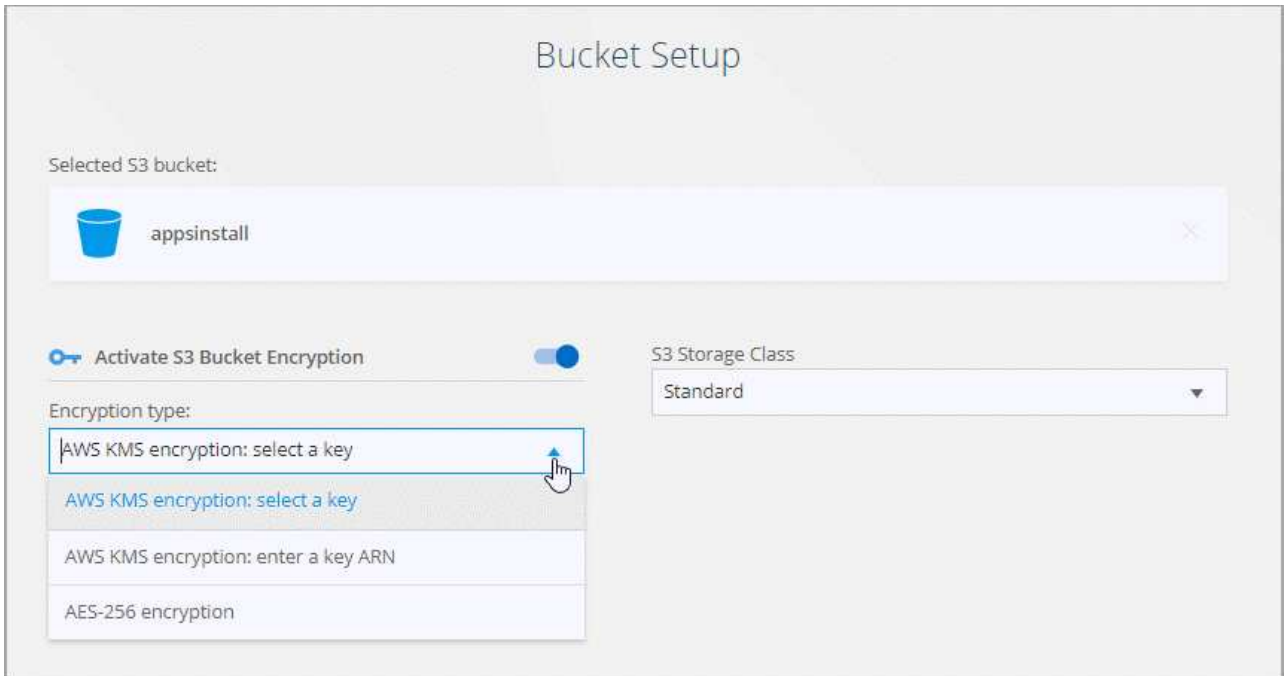 Bucket Setup
Selected S3 bucket:
appsinstall
Activate S3 Bucket Encryption
S3 Storage Class
Standard
Encryption type:
AWS KMS encryption: select a key
AWS KMS encryption: select a key
AWS KMS encryption: enter a key ARN
AES-256 encryption